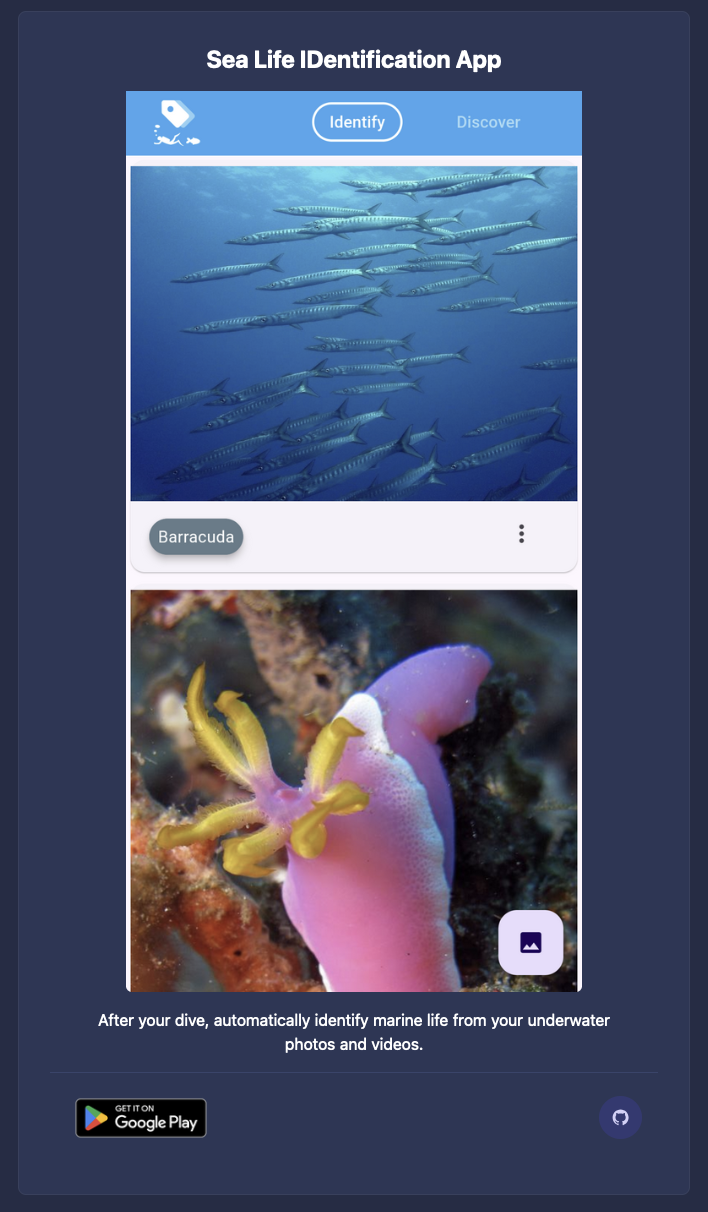 Sea Life IDentification App
Identify
Discover
Barracuda
After your dive, automatically identify marine life from your underwater
photos and videos.
GET IT ON
Google Play